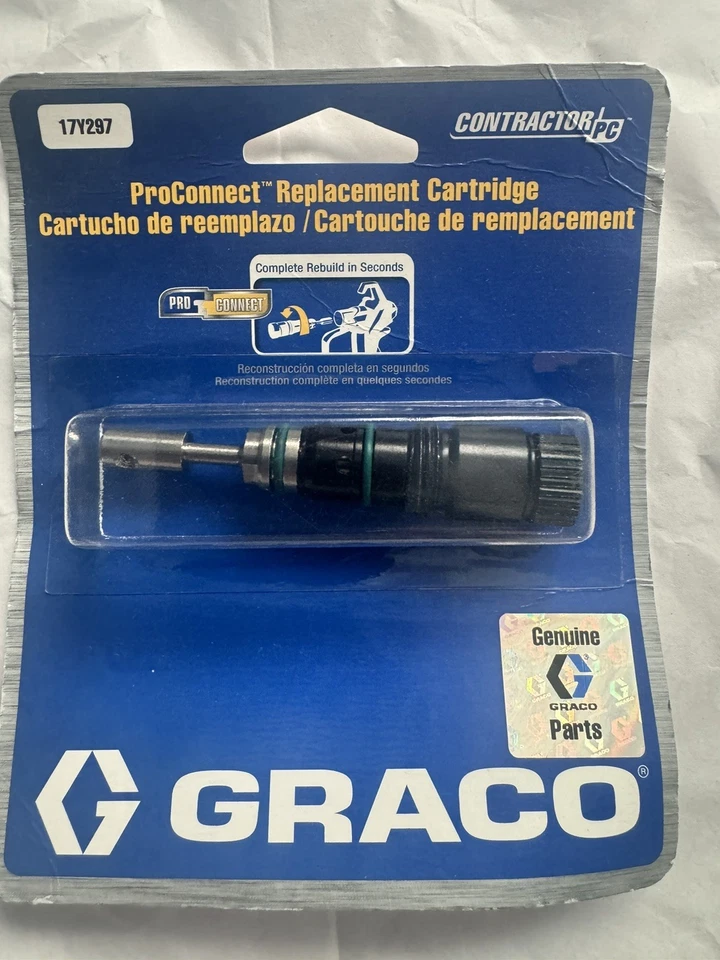 17Y297
CONTRACTOR PC™
ProConnect™ Replacement Cartridge
Cartucho de reemplazo / Cartouche de remplacement
Complete Rebuild in Seconds
PRO CONNECT
Reconstrucción completa en segundos
Reconstruction complète en quelques secondes
Genuine
G
GRACO
Parts
G GRACO®